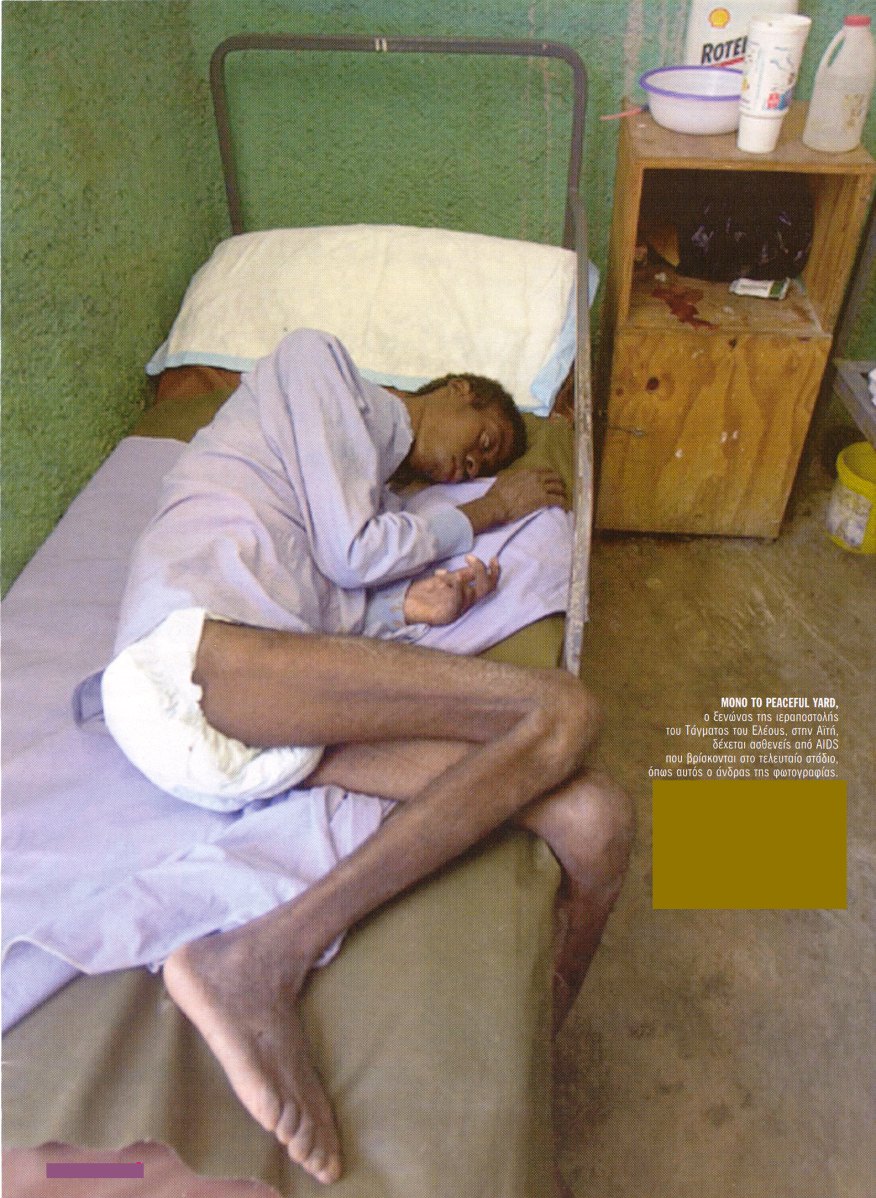 ROTEL
ΜΟΝΟ ΤΟ PEACEFUL YARD,
ο ξενώνας της ιεραποστολής
του Τάγματος του Ελέους, στην Αϊτή,
δέχεται ασθενείς από AIDS
που βρίσκονται στο τελευταίο στάδιο,
όπως αυτός ο άνδρας της φωτογραφίας.